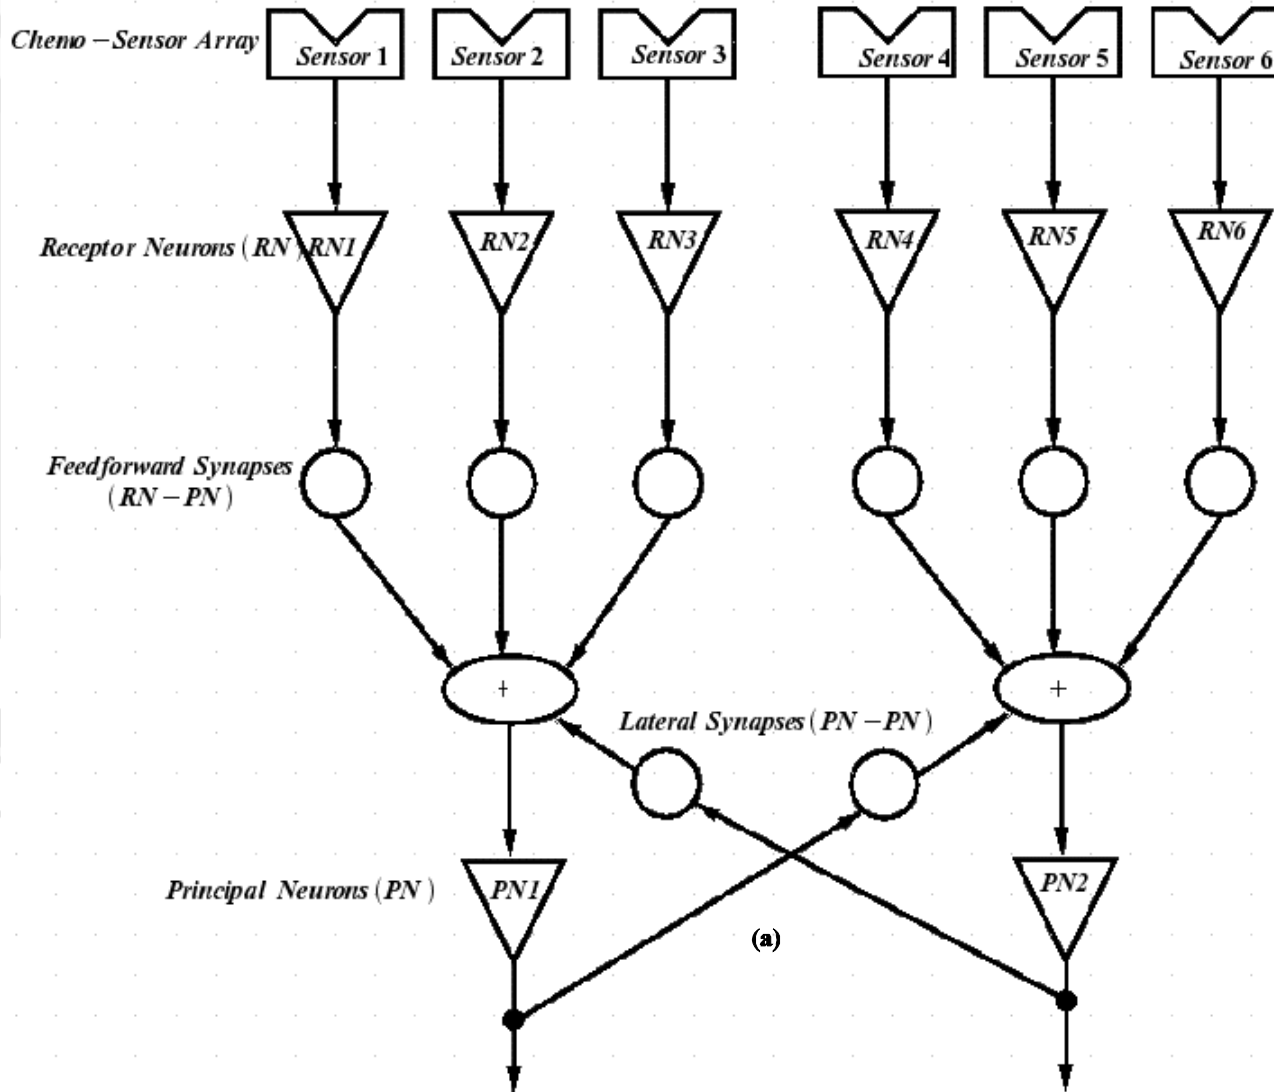 Chemo-Sensor Array
Sensor 1
Sensor 2
Sensor 3
Sensor 4
Sensor 5
Sensor 6
Receptor Neurons (RN)
RN1
RN2
RN3
RN4
RN5
RN6
Feedforward Synapses
(RN-PN)
+
+
Lateral Synapses (PN-PN)
Principal Neurons (PN)
PN1
PN2
(a)